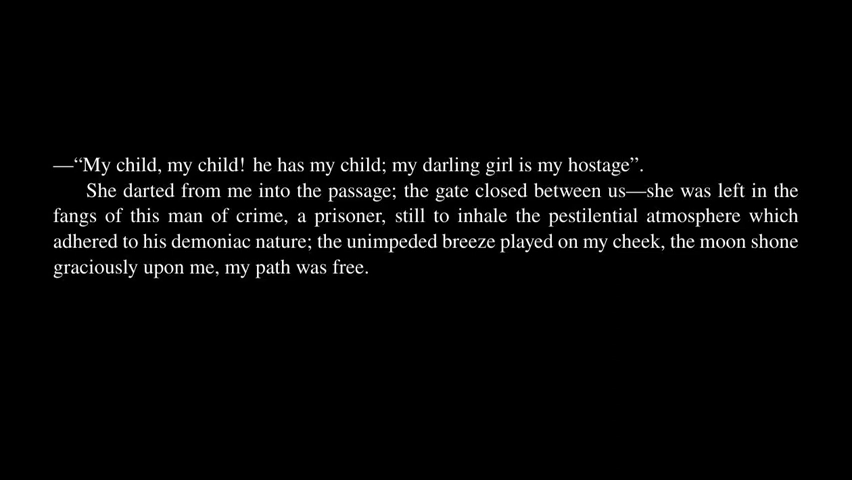 —“My child, my child! he has my child; my darling girl is my hostage”.
She darted from me into the passage; the gate closed between us—she was left in the
fangs of this man of crime, a prisoner, still to inhale the pestilential atmosphere which
adhered to his demoniac nature; the unimpeded breeze played on my cheek, the moon shone
graciously upon me, my path was free.